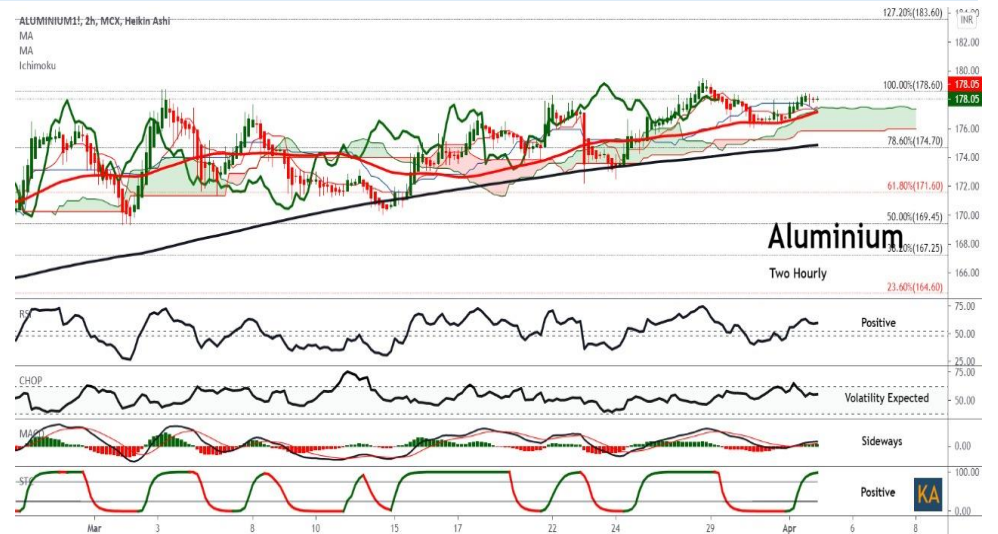 ALUMINIUM1!, 2h, MCX, Heikin Ashi
MA
MA
Ichimoku
127.20%(183.60)
184.00
INR
182.00
180.00
100.00%(178.60)
178.05
178.05
176.00
78.60%(174.70)
174.00
61.80%(171.60)
172.00
50.00%(169.45)
170.00
Aluminium
168.00
38.20%(167.25)
Two Hourly
166.00
23.60%(164.60)
RSI
75.00
Positive
50.00
25.00
CHOP
75.00
Volatility Expected
50.00
MACD
Sideways
0.00
100.00
Positive
KA
0.00
Mar 3 8 10 15 17 22 24 29 Apr 6 8